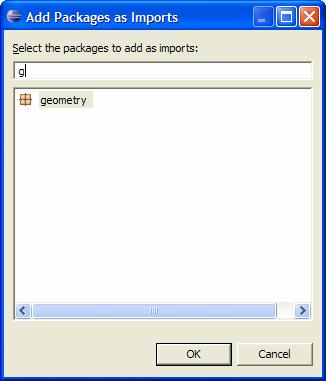 Add Packages as Imports
Select the packages to add as imports:
g
geometry
OK
Cancel